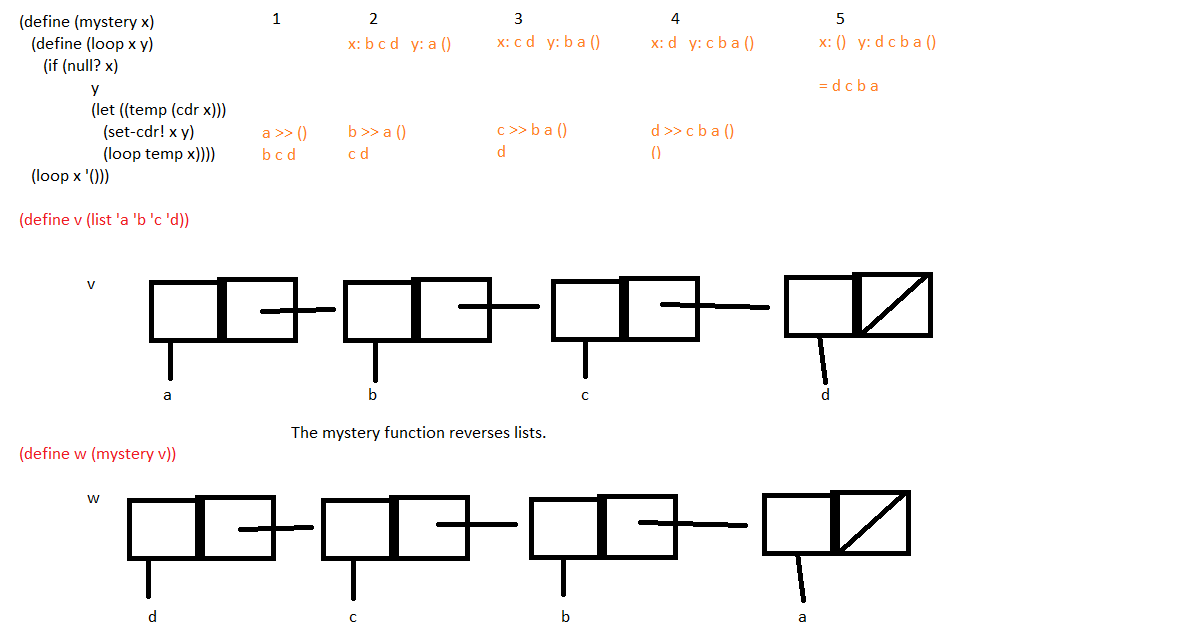 (define (mystery x) 1 2 3 4 5
(define (loop x y) x: b c d y: a () x: c d y: b a () x: d y: c b a () x: () y: d c b a ()
(if (null? x)
y = d c b a
(let ((temp (cdr x)))
(set-cdr! x y) a >> () b >> a () c >> b a () d >> c b a ()
(loop temp x)))) b c d c d d ()
(loop x '()))
(define v (list 'a 'b 'c 'd))
v
a b c d
The mystery function reverses lists.
(define w (mystery v))
w
d c b a